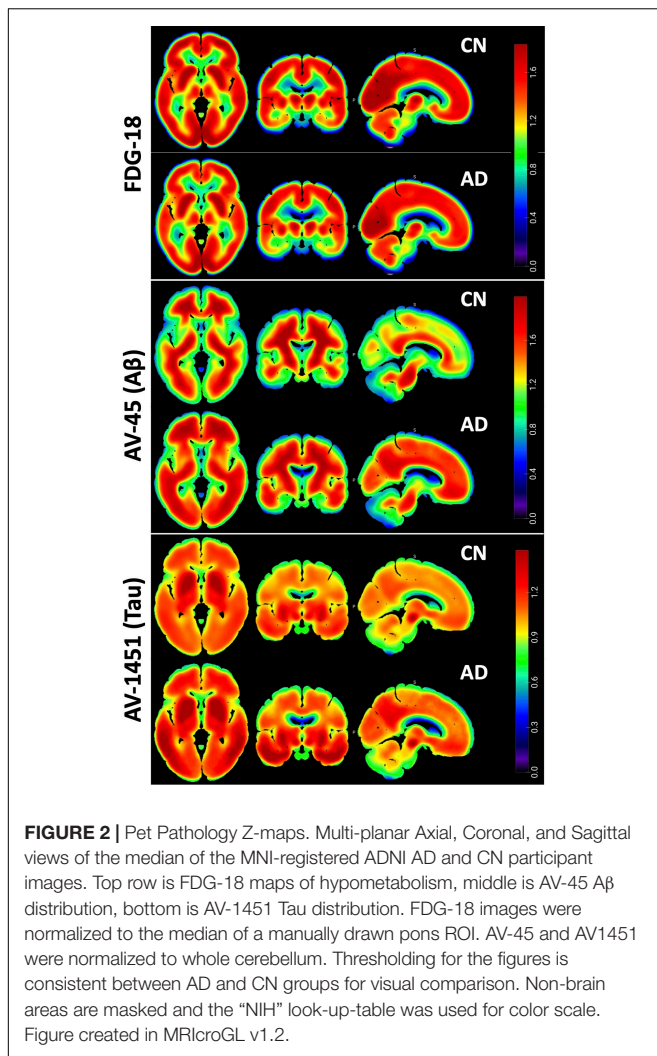 FDG-18
CN
AD
0.0 0.4 0.8 1.2 1.6
AV-45 (Aβ)
CN
AD
0.0 0.4 0.8 1.2 1.6
AV-1451 (Tau)
CN
AD
0.0 0.3 0.6 0.9 1.2
FIGURE 2 | Pet Pathology Z-maps. Multi-planar Axial, Coronal, and Sagittal
views of the median of the MNI-registered ADNI AD and CN participant
images. Top row is FDG-18 maps of hypometabolism, middle is AV-45 Aβ
distribution, bottom is AV-1451 Tau distribution. FDG-18 images were
normalized to the median of a manually drawn pons ROI. AV-45 and AV1451
were normalized to whole cerebellum. Thresholding for the figures is
consistent between AD and CN groups for visual comparison. Non-brain
areas are masked and the “NIH” look-up-table was used for color scale.
Figure created in MRIcroGL v1.2.